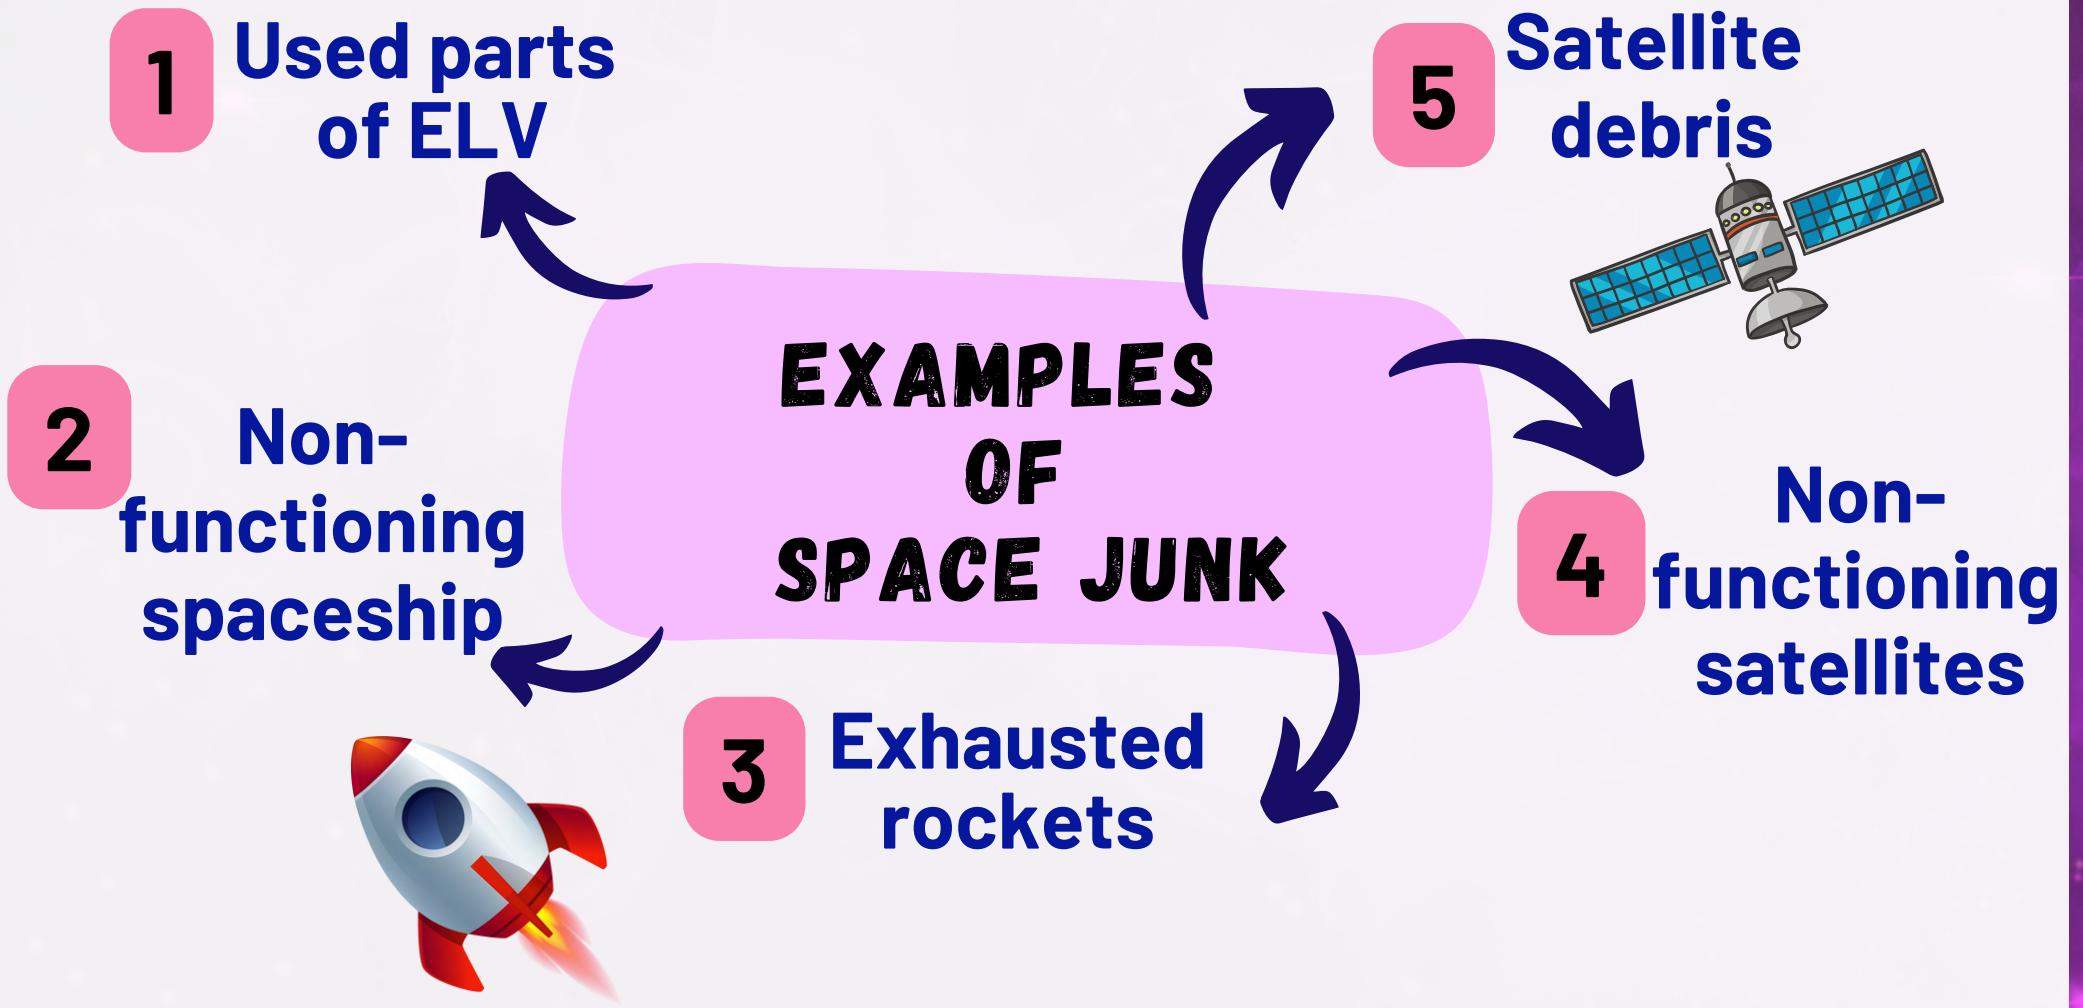 1
Used parts
of ELV
5
Satellite
debris
EXAMPLES
OF
SPACE JUNK
2
Non-
functioning
spaceship
4
Non-
functioning
satellites
3
Exhausted
rockets